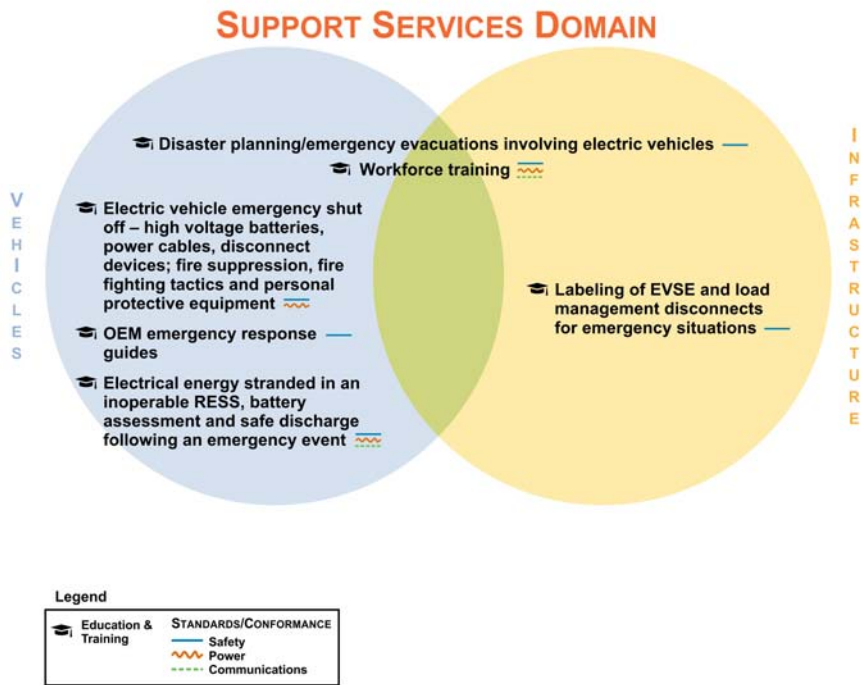 SUPPORT SERVICES DOMAIN
VEHICLES
INFRASTRUCTURE
Disaster planning/emergency evacuations involving electric vehicles
Workforce training
Electric vehicle emergency shut
off – high voltage batteries,
power cables, disconnect
devices; fire suppression, fire
fighting tactics and personal
protective equipment
OEM emergency response
guides
Electrical energy stranded in an
inoperable RESS, battery
assessment and safe discharge
following an emergency event
Labeling of EVSE and load
management disconnects
for emergency situations
Legend
Education &
Training
STANDARDS/CONFORMANCE
Safety
Power
Communications